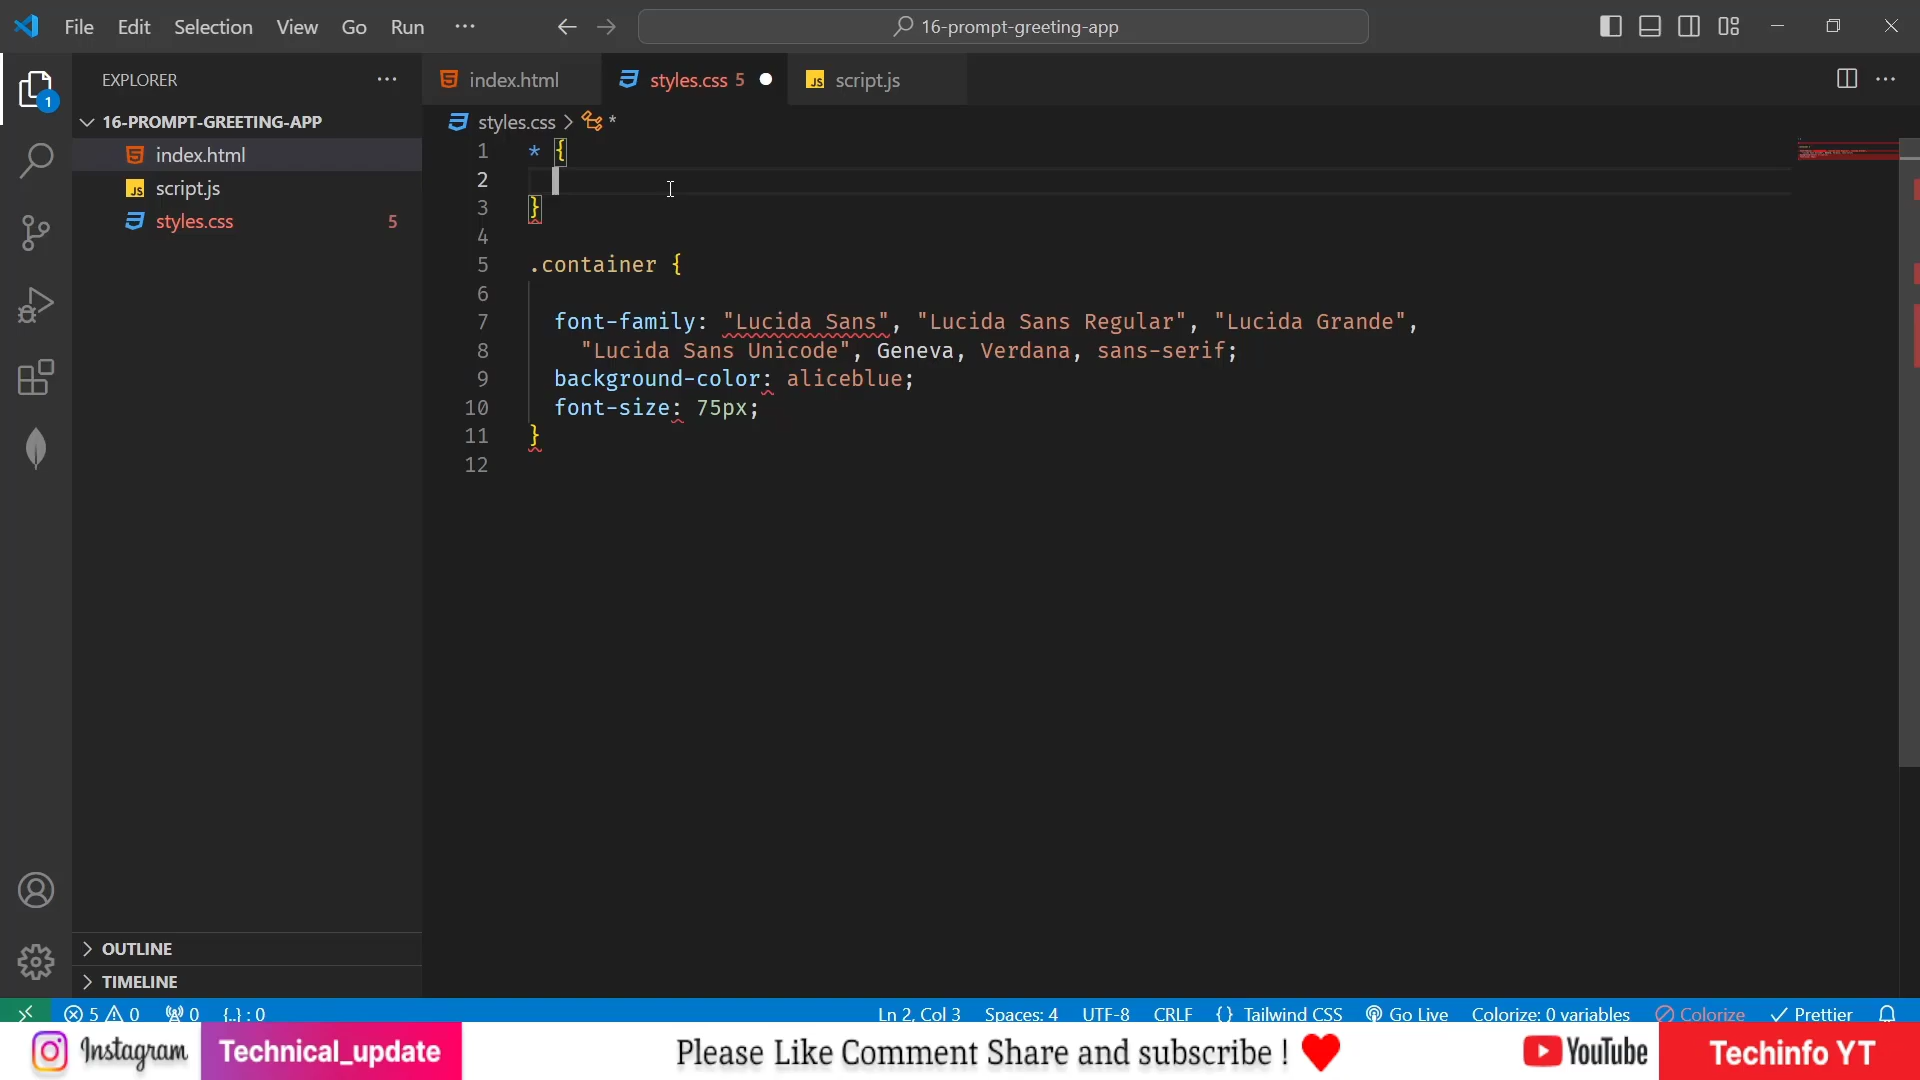 File Edit Selection View Go Run ··· 16-prompt-greeting-app
EXPLORER ···
index.html
styles.css 5
JS script.js
1
16-PROMPT-GREETING-APP
index.html
JS script.js
styles.css 5
styles.css > *
1 * {
2
3 }
4
5 .container {
6
7 font-family: "Lucida Sans", "Lucida Sans Regular", "Lucida Grande",
8 "Lucida Sans Unicode", Geneva, Verdana, sans-serif;
9 background-color: aliceblue;
10 font-size: 75px;
11 }
12
OUTLINE
TIMELINE
5 0 0 {..} : 0 Ln 2, Col 3 Spaces: 4 UTF-8 CRLF {} Tailwind CSS Go Live Colorize: 0 variables Colorize Prettier
Instagram Technical_update Please Like Comment Share and subscribe ! YouTube Techinfo YT